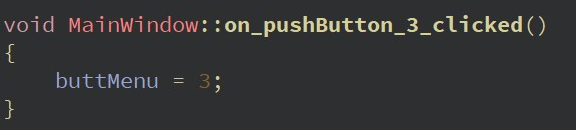 void MainWindow::on_pushButton_3_clicked()
{
    buttMenu = 3;
}